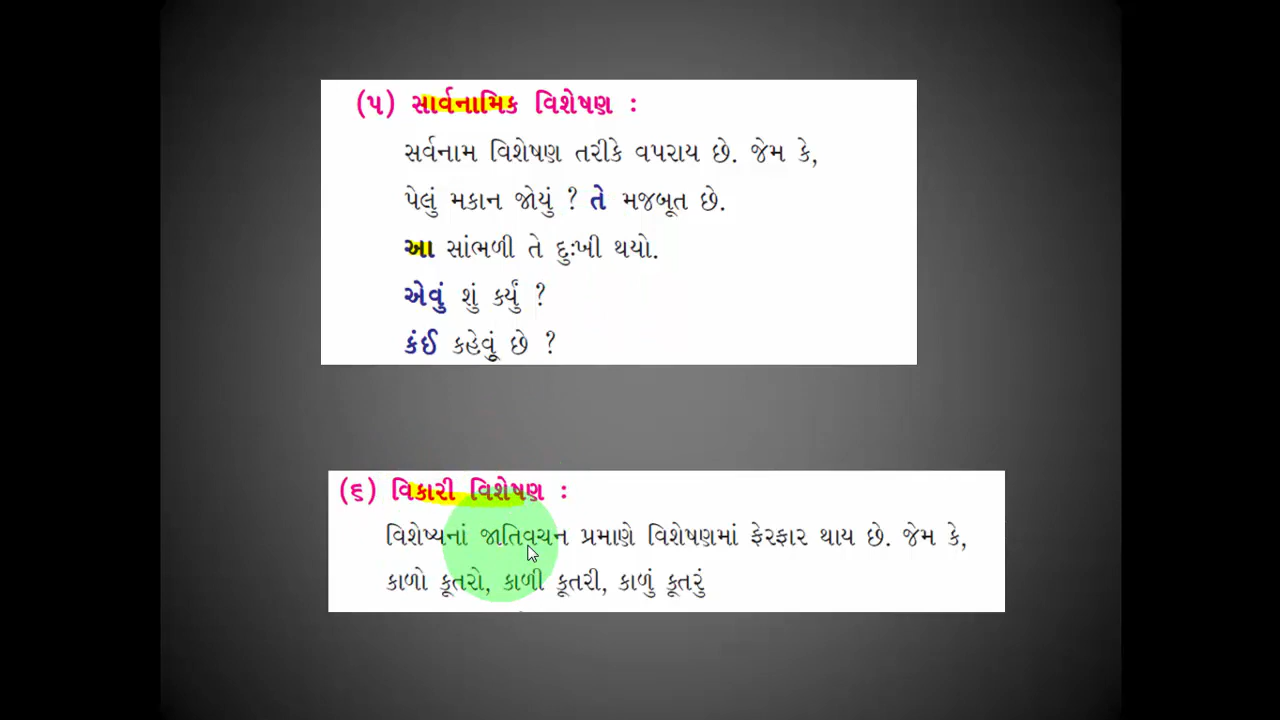 (૫) સાર્વનામિક વિશેષણ :
સર્વનામ વિશેષણ તરીકે વપરાય છે. જેમ કે,
પેલું મકાન જોયું ? તે મજબૂત છે.
આ સાંભળી તે દુઃખી થયો.
એવું શું કર્યું ?
કંઈ કહેવું છે ?
(૬) વિકારી વિશેષણ :
વિશેષ્યનાં જાતિવચન પ્રમાણે વિશેષણમાં ફેરફાર થાય છે. જેમ કે,
કાળો કૂતરો, કાળી કૂતરી, કાળું કૂતરું